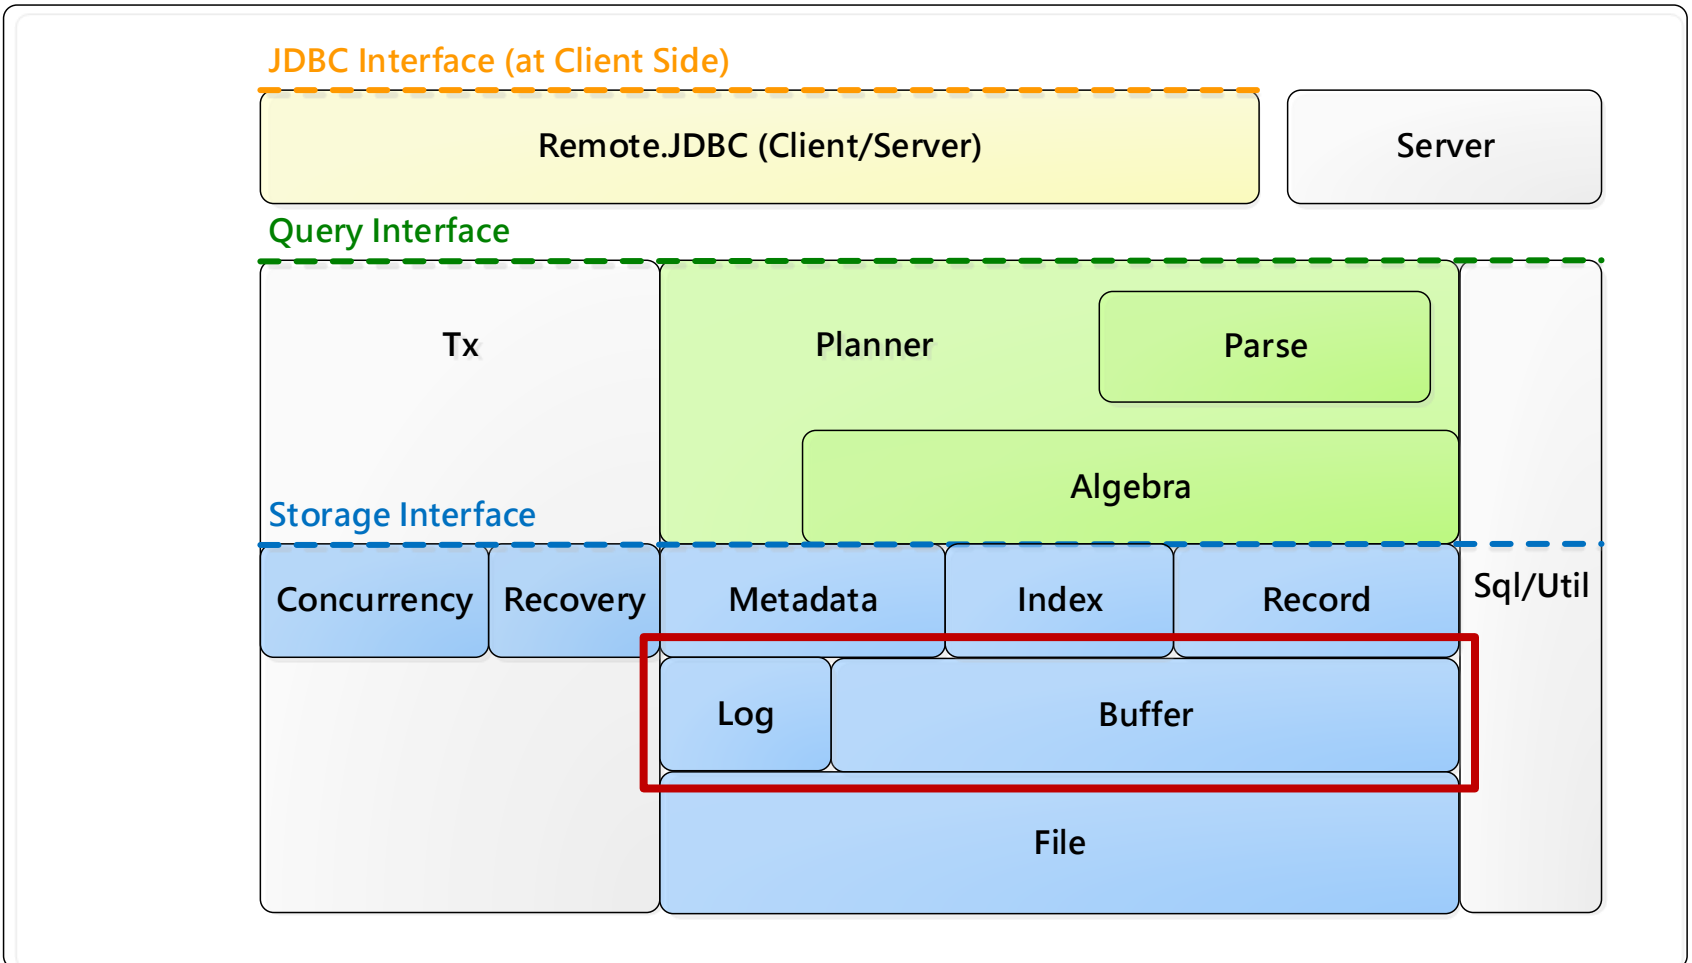 JDBC Interface (at Client Side)
Remote.JDBC (Client/Server)
Server
Query Interface
Tx
Planner
Parse
Algebra
Storage Interface
Concurrency
Recovery
Metadata
Index
Record
Sql/Util
Log
Buffer
File